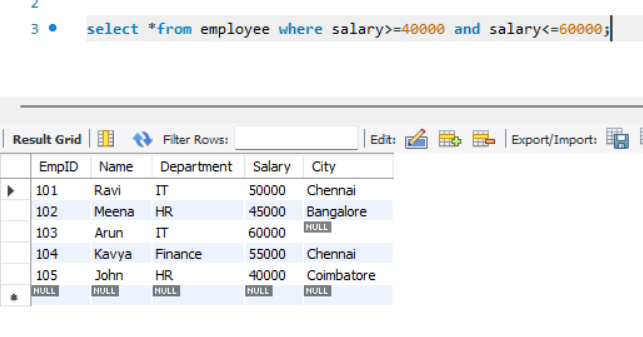 2
3 select *from employee where salary>=40000 and salary<=60000;
Result Grid Filter Rows: Edit: Export/Import:
EmpID Name Department Salary City
101 Ravi IT 50000 Chennai
102 Meena HR 45000 Bangalore
103 Arun IT 60000 NULL
104 Kavya Finance 55000 Chennai
105 John HR 40000 Coimbatore
NULL NULL NULL NULL NULL